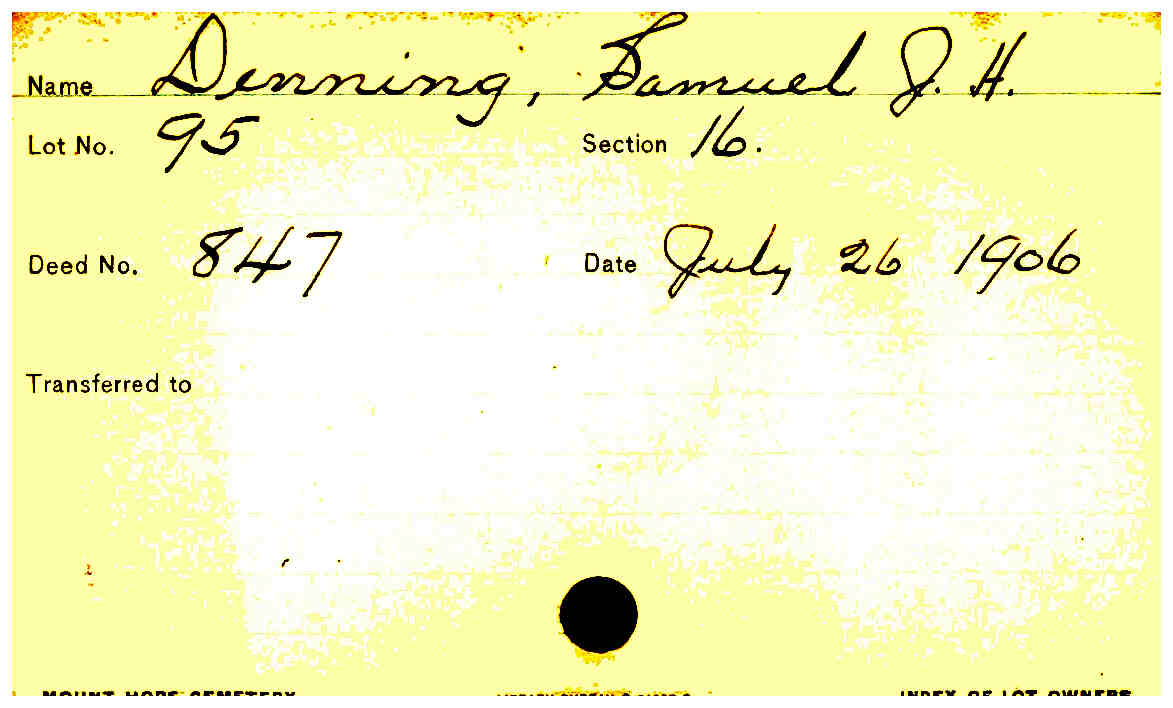 Name Denning, Samuel J. H.
Lot No. 95 Section 16.
Deed No. 847 Date July 26 1906
Transferred to
MOUNT HOPE CEMETERY INDEX OF LOT OWNERS